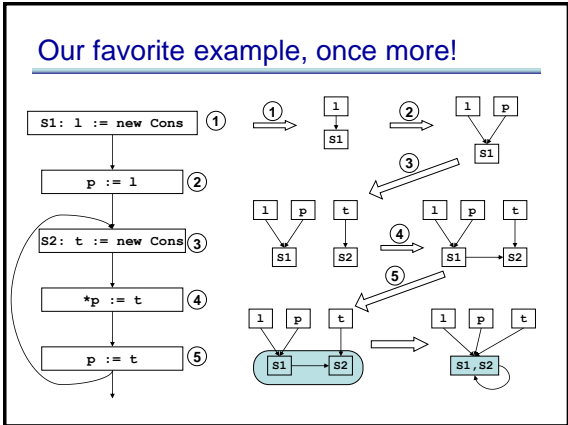 Our favorite example, once more!
S1: l := new Cons
1
p := l
2
S2: t := new Cons
3
*p := t
4
p := t
5
1
l
S1
2
l p
S1
3
l p t
S1 S2
4
l p t
S1 S2
5
l p t
S1 S2
l p t
S1,S2